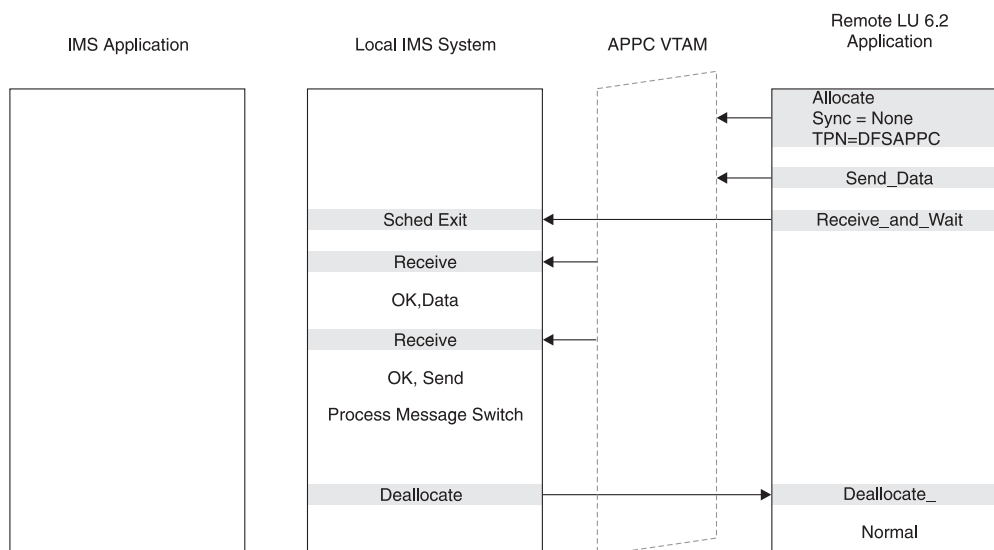 IMS Application
Local IMS System
APPC VTAM
Remote LU 6.2
Application
Allocate
Sync = None
TPN=DFSAPPC
Send_Data
Sched Exit
Receive_and_Wait
Receive
OK,Data
Receive
OK, Send
Process Message Switch
Deallocate
Deallocate_
Normal